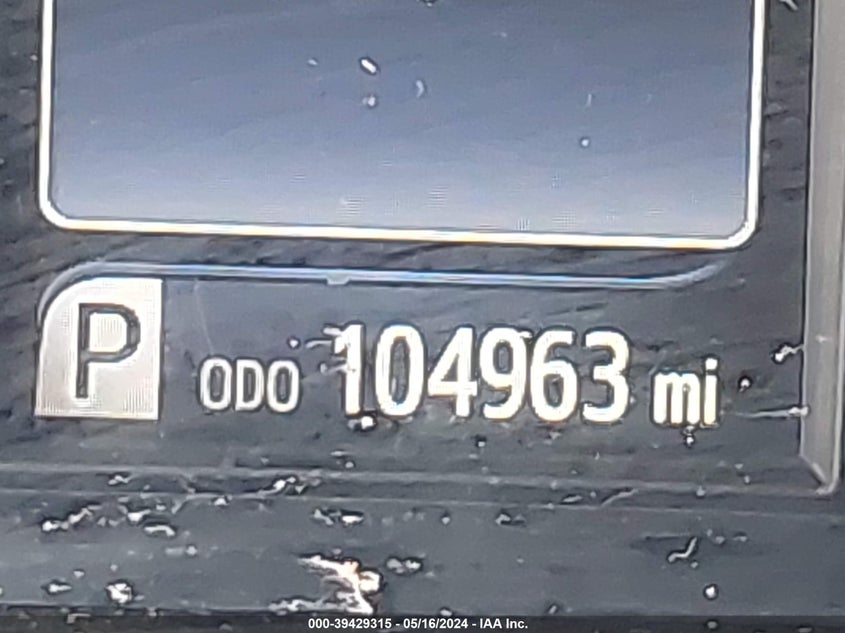 P ODO 104963 mi
000-39429315 - 05/16/2024 - IAA Inc.